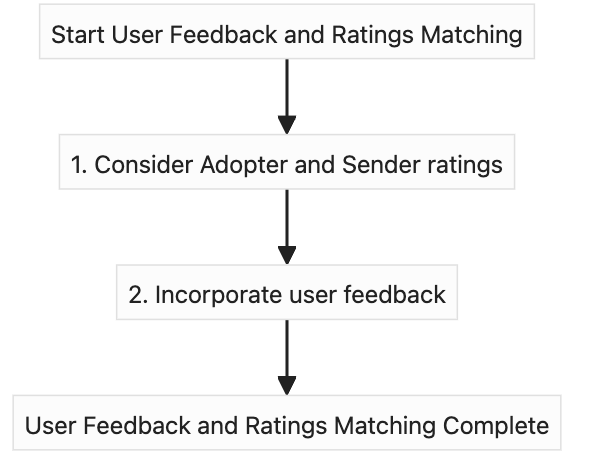 Start User Feedback and Ratings Matching
1. Consider Adopter and Sender ratings
2. Incorporate user feedback
User Feedback and Ratings Matching Complete